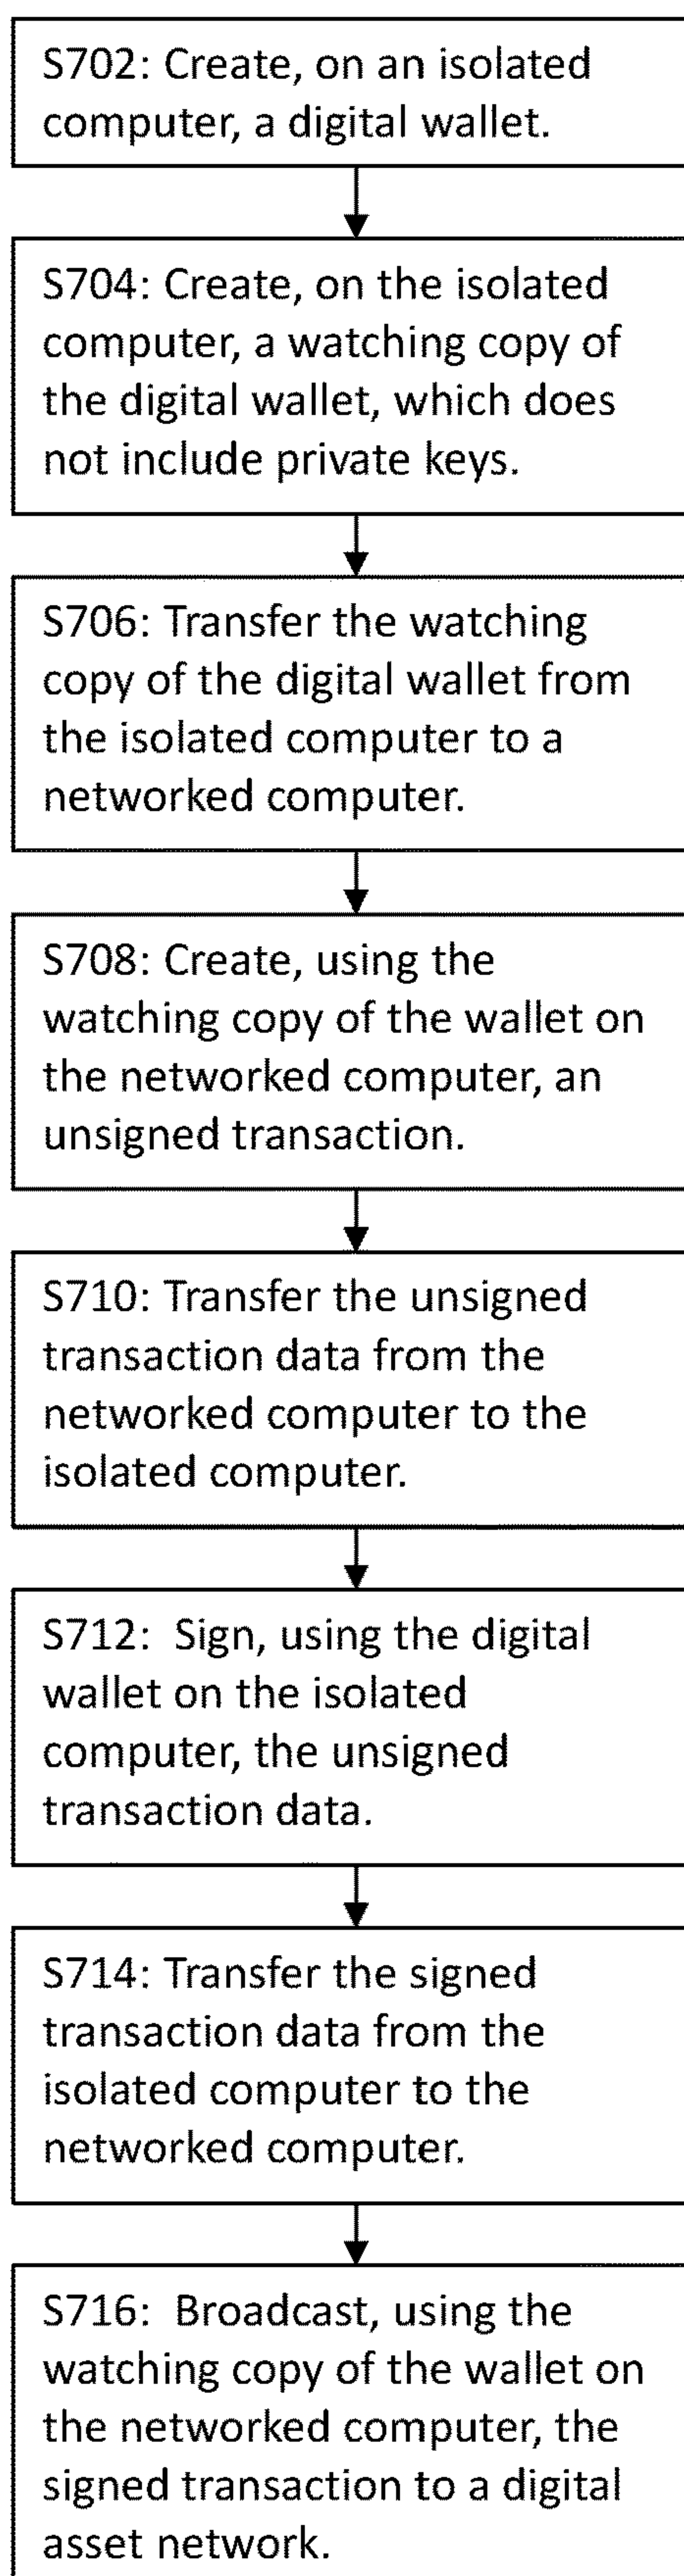 S702: Create, on an isolated
computer, a digital wallet.
S704: Create, on the isolated
computer, a watching copy of
the digital wallet, which does
not include private keys.
S706: Transfer the watching
copy of the digital wallet from
the isolated computer to a
networked computer.
S708: Create, using the
watching copy of the wallet on
the networked computer, an
unsigned transaction.
S710: Transfer the unsigned
transaction data from the
networked computer to the
isolated computer.
S712:  Sign, using the digital
wallet on the isolated
computer, the unsigned
transaction data.
S714: Transfer the signed
transaction data from the
isolated computer to the
networked computer.
S716:  Broadcast, using the
watching copy of the wallet on
the networked computer, the
signed transaction to a digital
asset network.